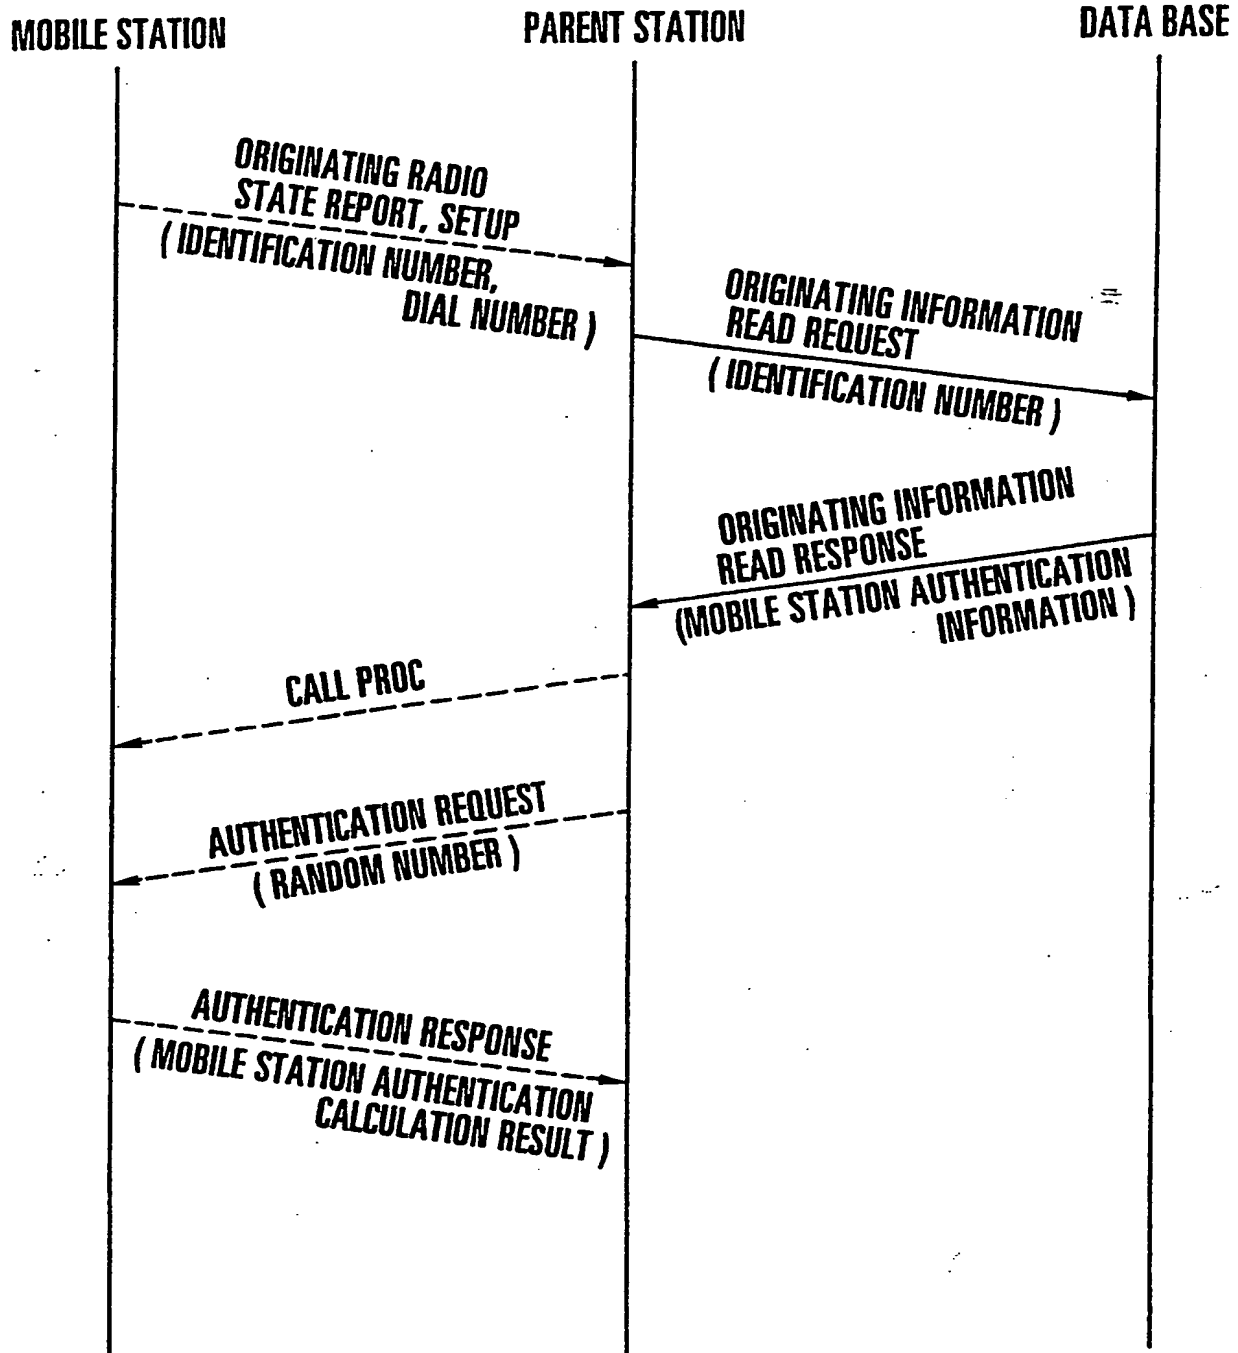 MOBILE STATION
PARENT STATION
DATA BASE
ORIGINATING RADIO
STATE REPORT, SETUP
( IDENTIFICATION NUMBER,
DIAL NUMBER )
ORIGINATING INFORMATION
READ REQUEST
( IDENTIFICATION NUMBER )
ORIGINATING INFORMATION
READ RESPONSE
(MOBILE STATION AUTHENTICATION
INFORMATION )
CALL PROC
AUTHENTICATION REQUEST
( RANDOM NUMBER )
AUTHENTICATION RESPONSE
( MOBILE STATION AUTHENTICATION
CALCULATION RESULT )